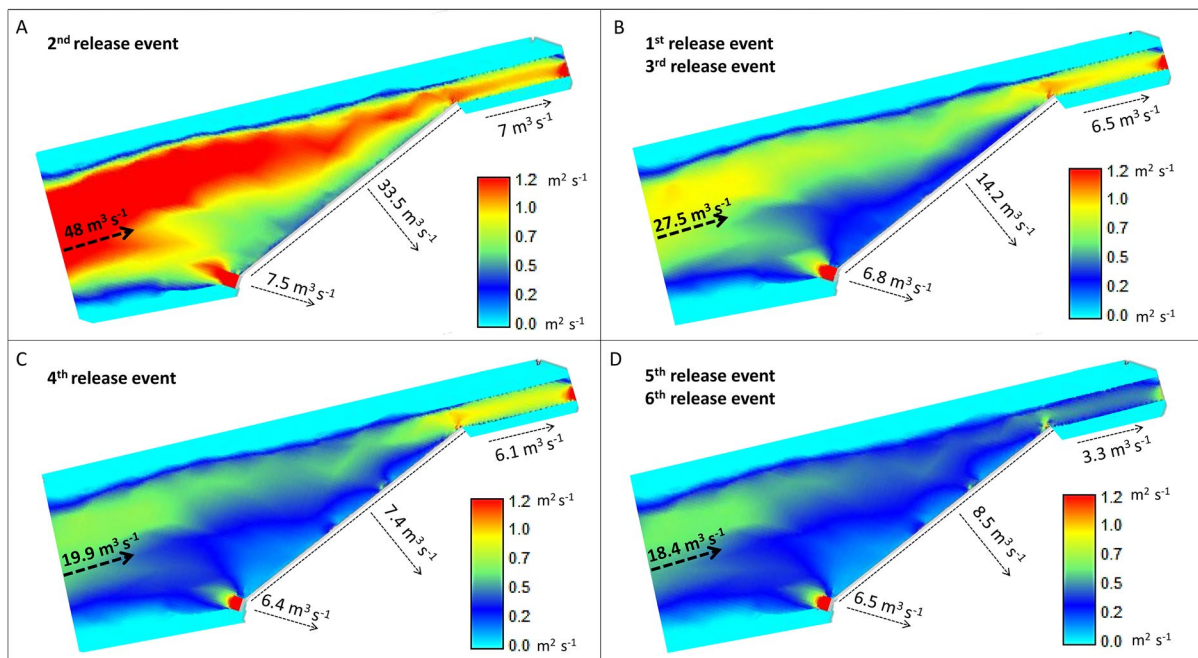 A
2nd release event
48 m³ s⁻¹
7 m³ s⁻¹
33.5 m³ s⁻¹
7.5 m³ s⁻¹
1.2 m² s⁻¹
1.0
0.7
0.5
0.2
0.0 m² s⁻¹
B
1st release event
3rd release event
27.5 m³ s⁻¹
6.5 m³ s⁻¹
14.2 m³ s⁻¹
6.8 m³ s⁻¹
1.2 m² s⁻¹
1.0
0.7
0.5
0.2
0.0 m² s⁻¹
C
4th release event
19.9 m³ s⁻¹
6.1 m³ s⁻¹
7.4 m³ s⁻¹
6.4 m³ s⁻¹
1.2 m² s⁻¹
1.0
0.7
0.5
0.2
0.0 m² s⁻¹
D
5th release event
6th release event
18.4 m³ s⁻¹
3.3 m³ s⁻¹
8.5 m³ s⁻¹
6.5 m³ s⁻¹
1.2 m² s⁻¹
1.0
0.7
0.5
0.2
0.0 m² s⁻¹